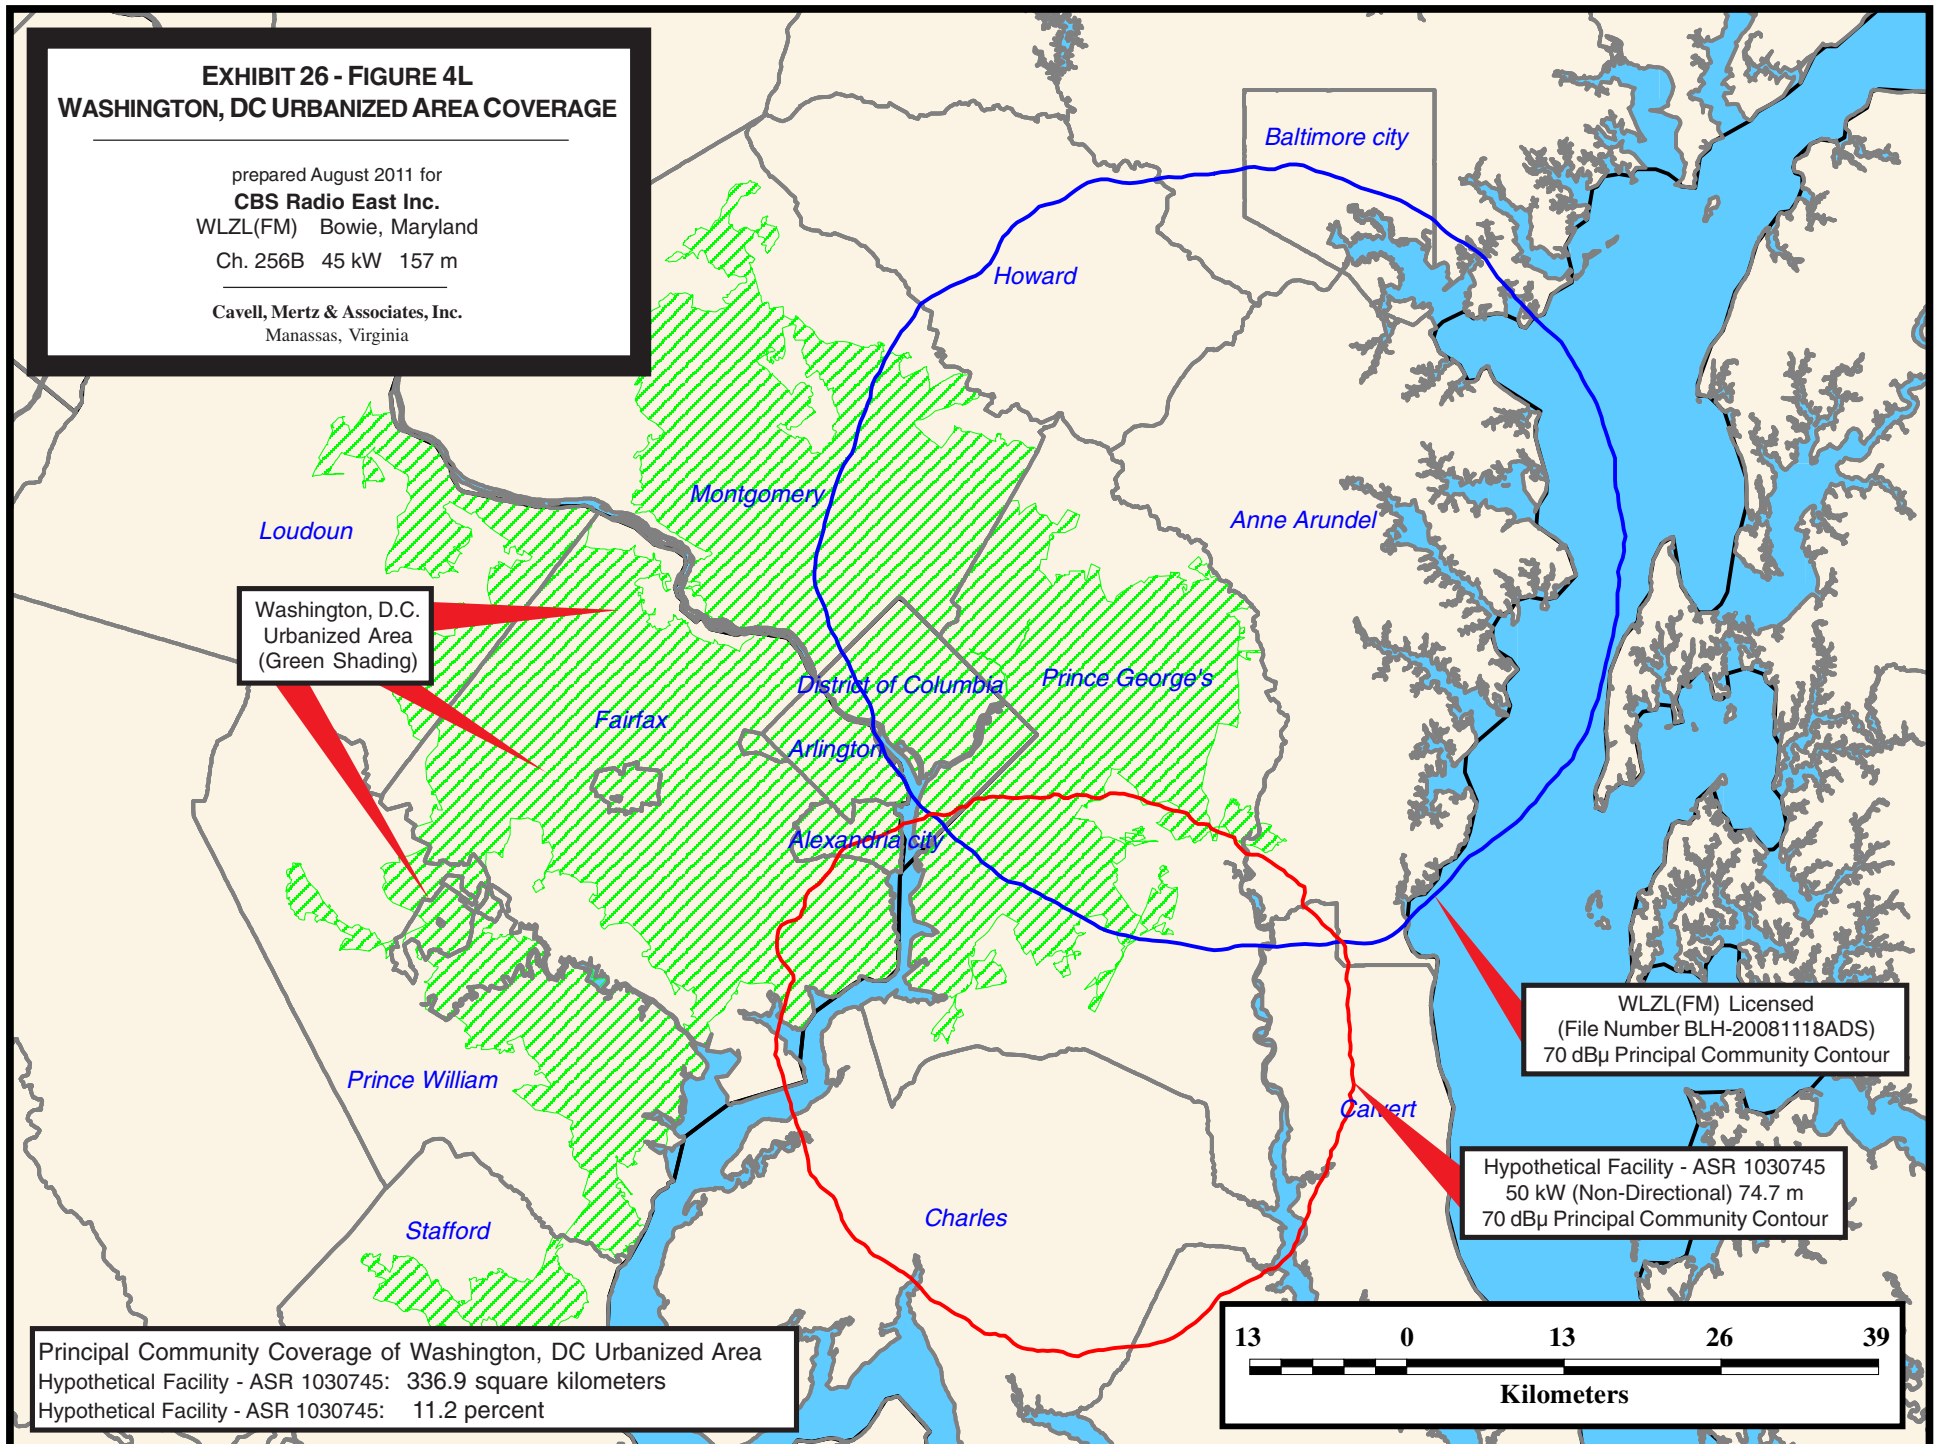 EXHIBIT 26 - FIGURE 4L
WASHINGTON, DC URBANIZED AREA COVERAGE
prepared August 2011 for
CBS Radio East Inc.
WLZL(FM) Bowie, Maryland
Ch. 256B 45 kW 157 m
Cavell, Mertz & Associates, Inc.
Manassas, Virginia
Baltimore city
Howard
Montgomery
Loudoun
Anne Arundel
Washington, D.C.
Urbanized Area
(Green Shading)
District of Columbia
Prince George's
Fairfax
Arlington
Alexandria city
WLZL(FM) Licensed
(File Number BLH-20081118ADS)
70 dBµ Principal Community Contour
Prince William
Calvert
Hypothetical Facility - ASR 1030745
50 kW (Non-Directional) 74.7 m
70 dBµ Principal Community Contour
Charles
Stafford
Principal Community Coverage of Washington, DC Urbanized Area
Hypothetical Facility - ASR 1030745: 336.9 square kilometers
Hypothetical Facility - ASR 1030745: 11.2 percent
13 0 13 26 39
Kilometers